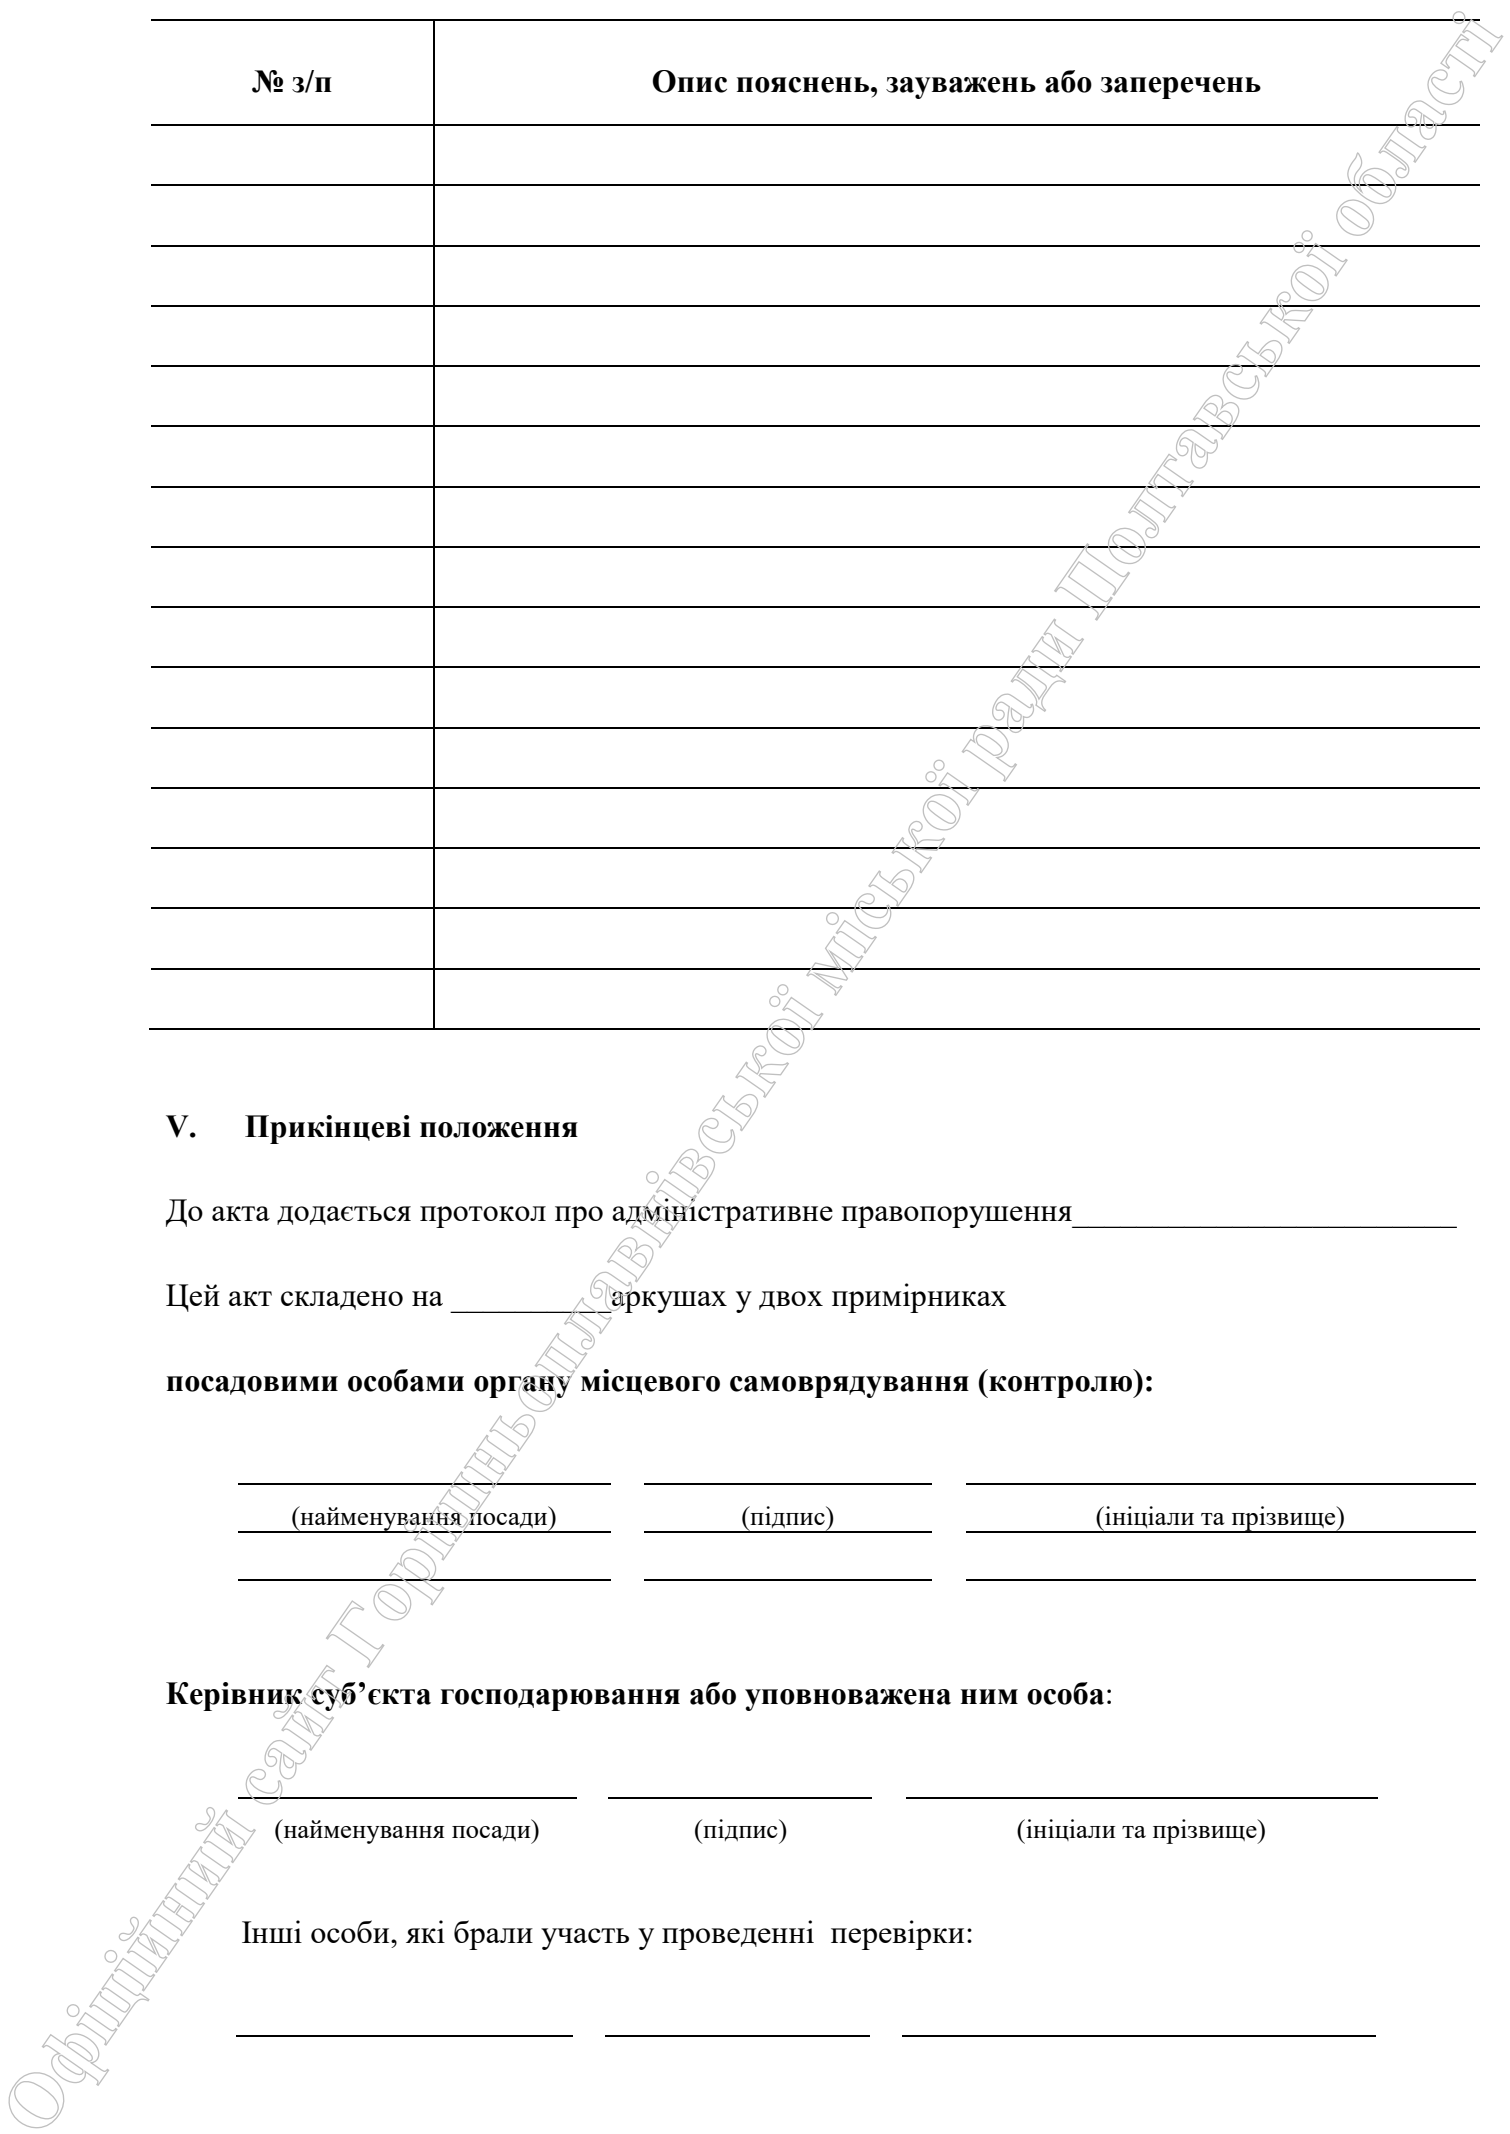 № з/п Опис пояснень, зауважень або заперечень
V. Прикінцеві положення
До акта додається протокол про адміністративне правопорушення________________________
Цей акт складено на __________аркушах у двох примірниках
посадовими особами органу місцевого самоврядування (контролю):
(найменування посади) (підпис) (ініціали та прізвище)
Керівник суб’єкта господарювання або уповноважена ним особа:
(найменування посади) (підпис) (ініціали та прізвище)
Інші особи, які брали участь у проведенні перевірки:
Офіційний сайт Горішньоплавнівської міської ради Полтавської області